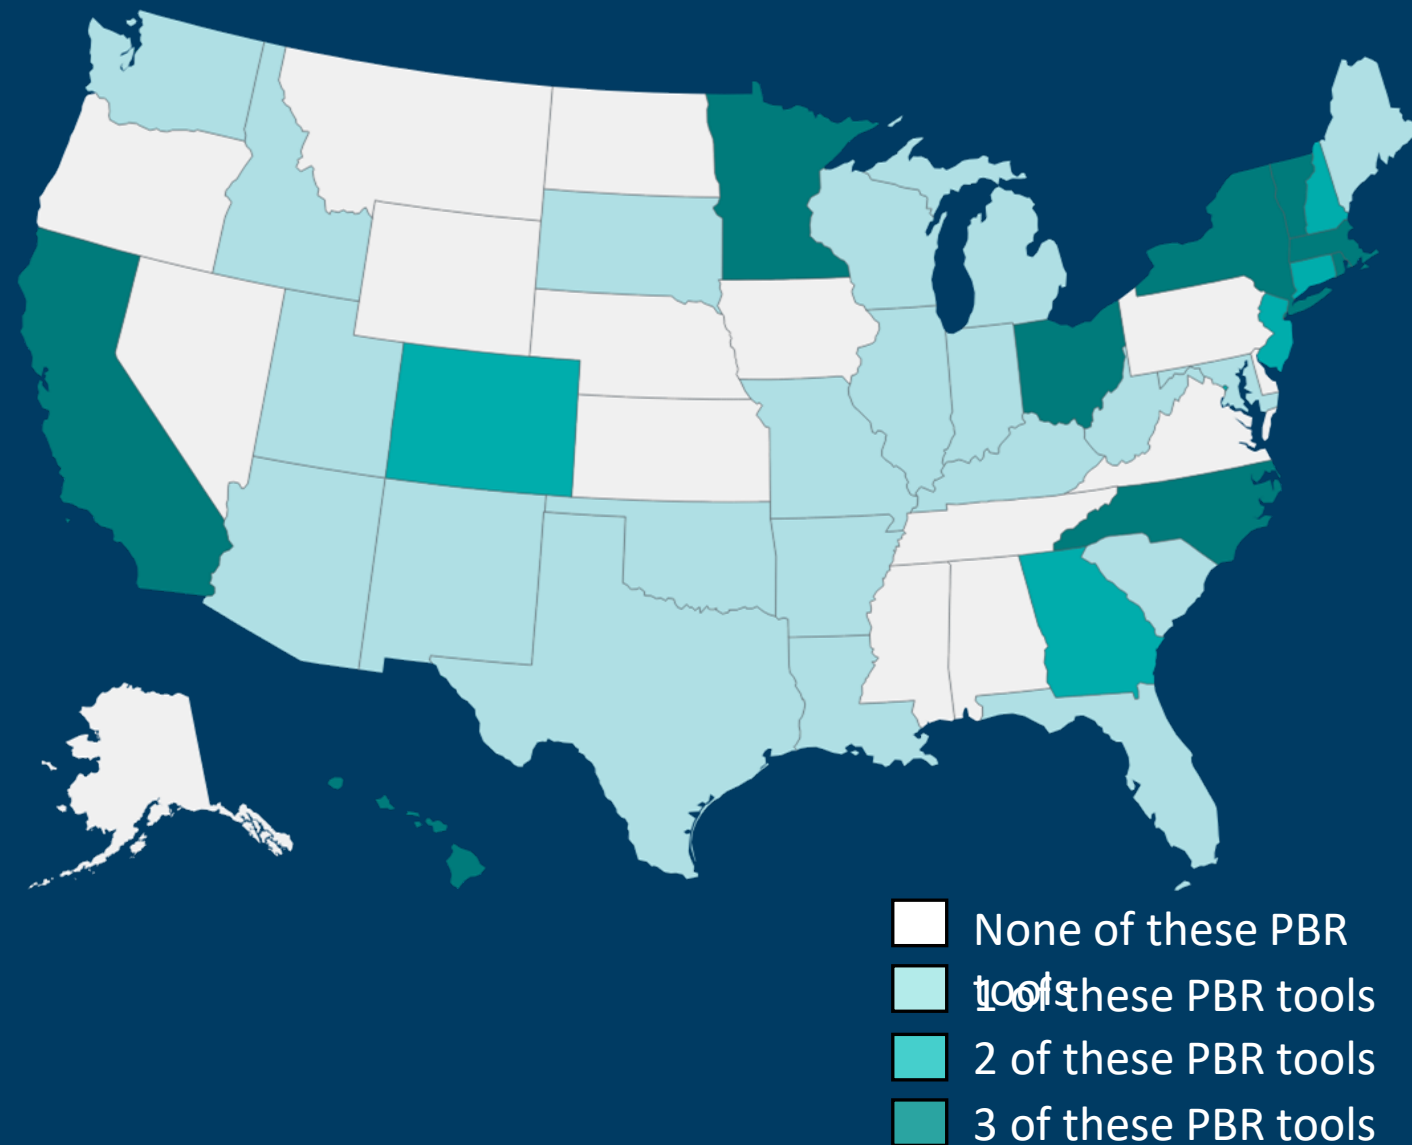 None of these PBR
tools
1 of these PBR tools
2 of these PBR tools
3 of these PBR tools